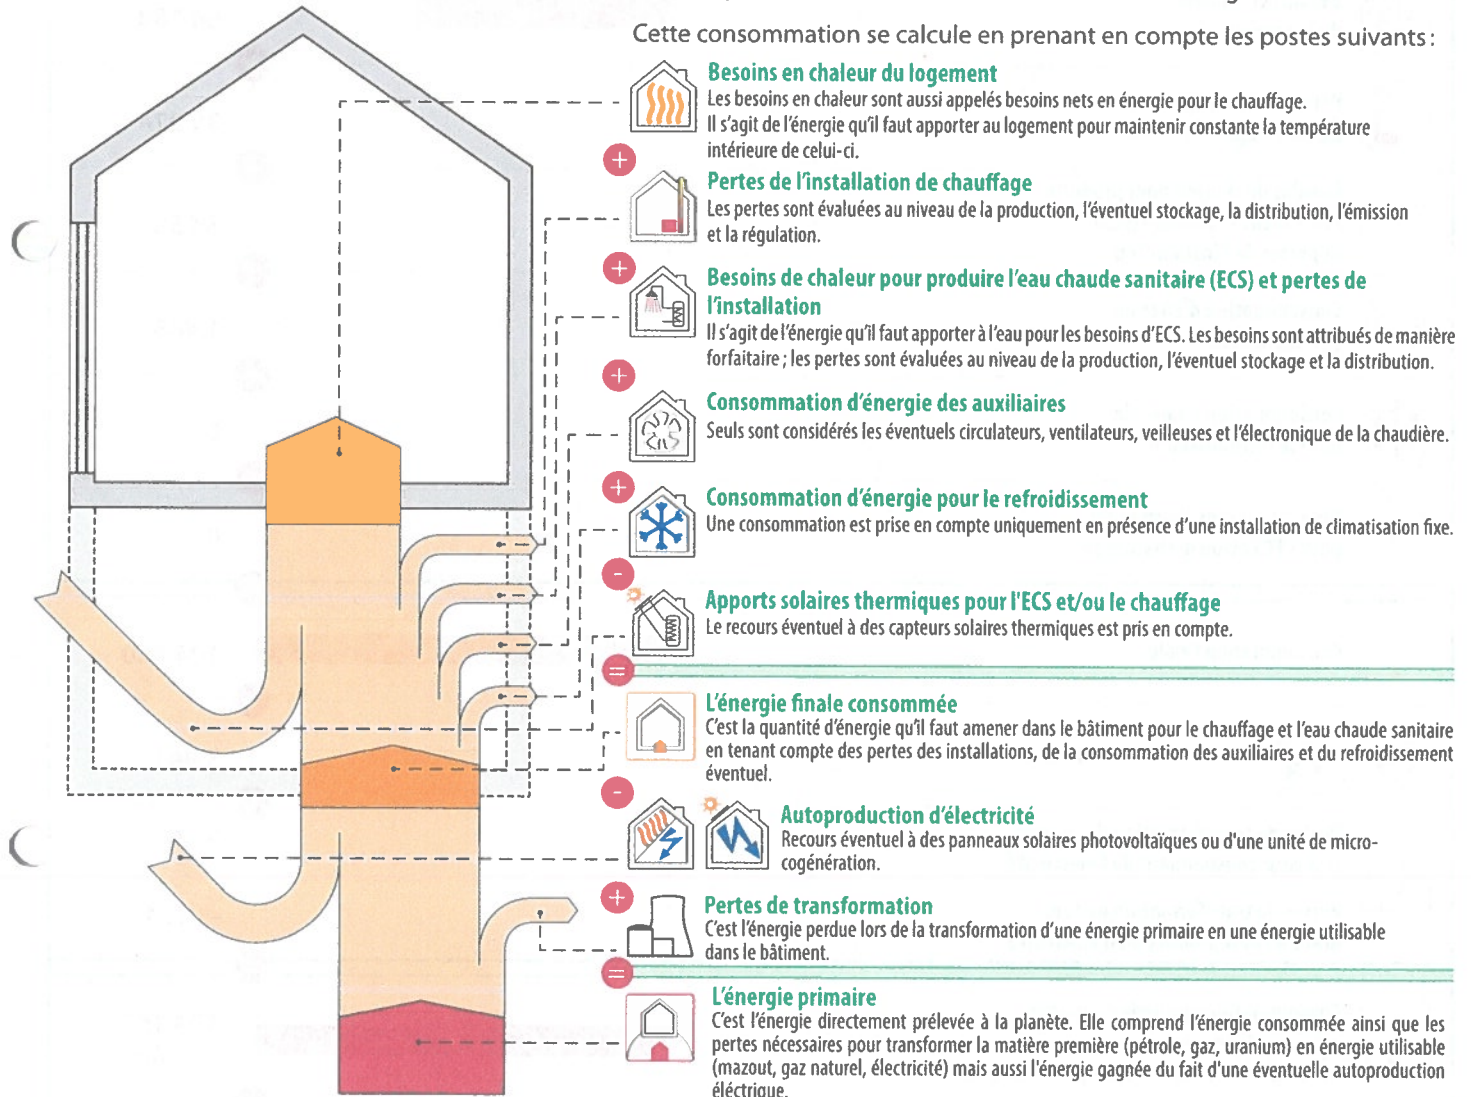 Cette consommation se calcule en prenant en compte les postes suivants :
Besoins en chaleur du logement
Les besoins en chaleur sont aussi appelés besoins nets en énergie pour le chauffage.
Il s'agit de l'énergie qu'il faut apporter au logement pour maintenir constante la température
intérieure de celui-ci.
+
Pertes de l'installation de chauffage
Les pertes sont évaluées au niveau de la production, l'éventuel stockage, la distribution, l'émission
et la régulation.
+
Besoins de chaleur pour produire l'eau chaude sanitaire (ECS) et pertes de
l'installation
Il s'agit de l'énergie qu'il faut apporter à l'eau pour les besoins d'ECS. Les besoins sont attribués de manière
forfaitaire ; les pertes sont évaluées au niveau de la production, l'éventuel stockage et la distribution.
+
Consommation d'énergie des auxiliaires
Seuls sont considérés les éventuels circulateurs, ventilateurs, veilleuses et l'électronique de la chaudière.
+
Consommation d'énergie pour le refroidissement
Une consommation est prise en compte uniquement en présence d'une installation de climatisation fixe.
-
Apports solaires thermiques pour l'ECS et/ou le chauffage
Le recours éventuel à des capteurs solaires thermiques est pris en compte.
=
L'énergie finale consommée
C'est la quantité d'énergie qu'il faut amener dans le bâtiment pour le chauffage et l'eau chaude sanitaire
en tenant compte des pertes des installations, de la consommation des auxiliaires et du refroidissement
éventuel.
-
Autoproduction d'électricité
Recours éventuel à des panneaux solaires photovoltaïques ou d'une unité de micro-
cogénération.
+
Pertes de transformation
C'est l'énergie perdue lors de la transformation d'une énergie primaire en une énergie utilisable
dans le bâtiment.
=
L'énergie primaire
C'est l'énergie directement prélevée à la planète. Elle comprend l'énergie consommée ainsi que les
pertes nécessaires pour transformer la matière première (pétrole, gaz, uranium) en énergie utilisable
(mazout, gaz naturel, électricité) mais aussi l'énergie gagnée du fait d'une éventuelle autoproduction
éléctrique.